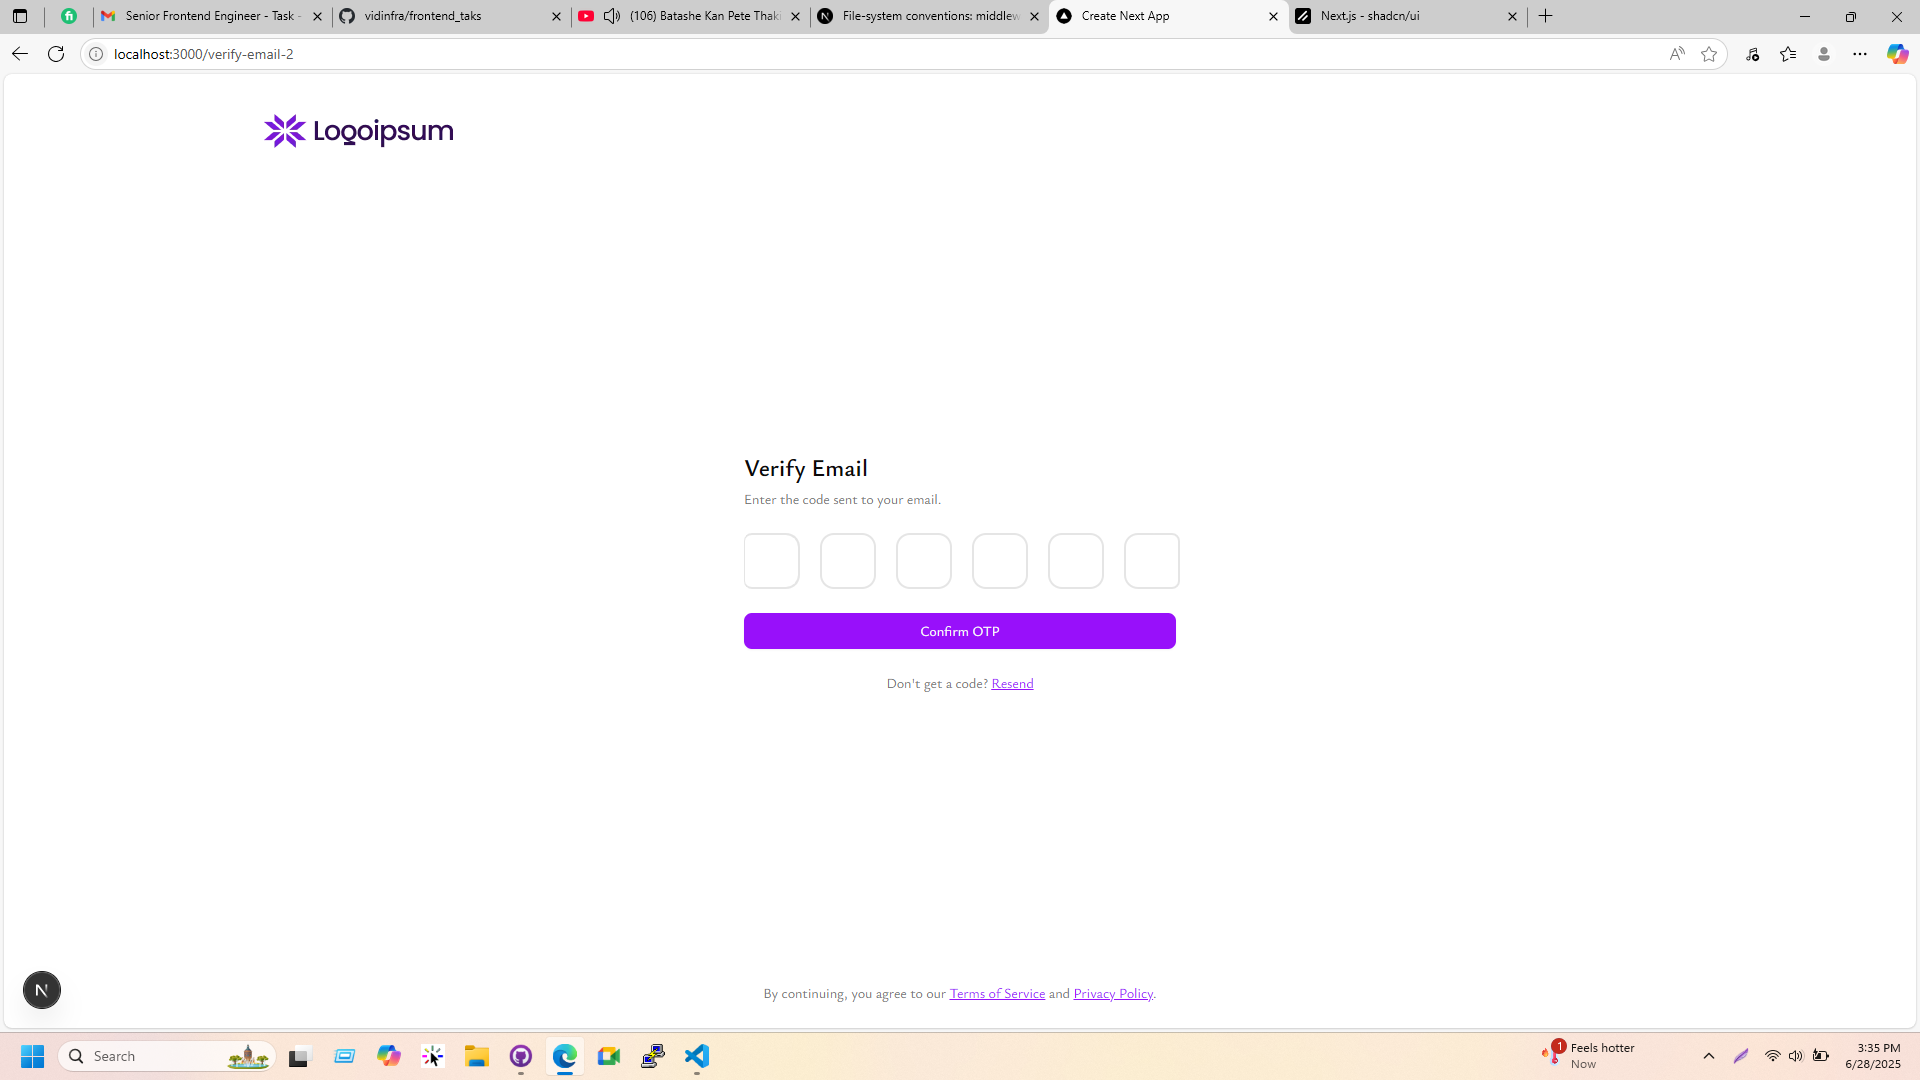 Senior Frontend Engineer - Task -
vidinfra/frontend_taks
(106) Batashe Kan Pete Thak
File-system conventions: middlew
Create Next App
Next.js - shadcn/ui
localhost:3000/verify-email-2
Logoipsum
Verify Email
Enter the code sent to your email.
Confirm OTP
Don't get a code? Resend
By continuing, you agree to our Terms of Service and Privacy Policy.
N
Search
1
Feels hotter
Now
3:35 PM
6/28/2025